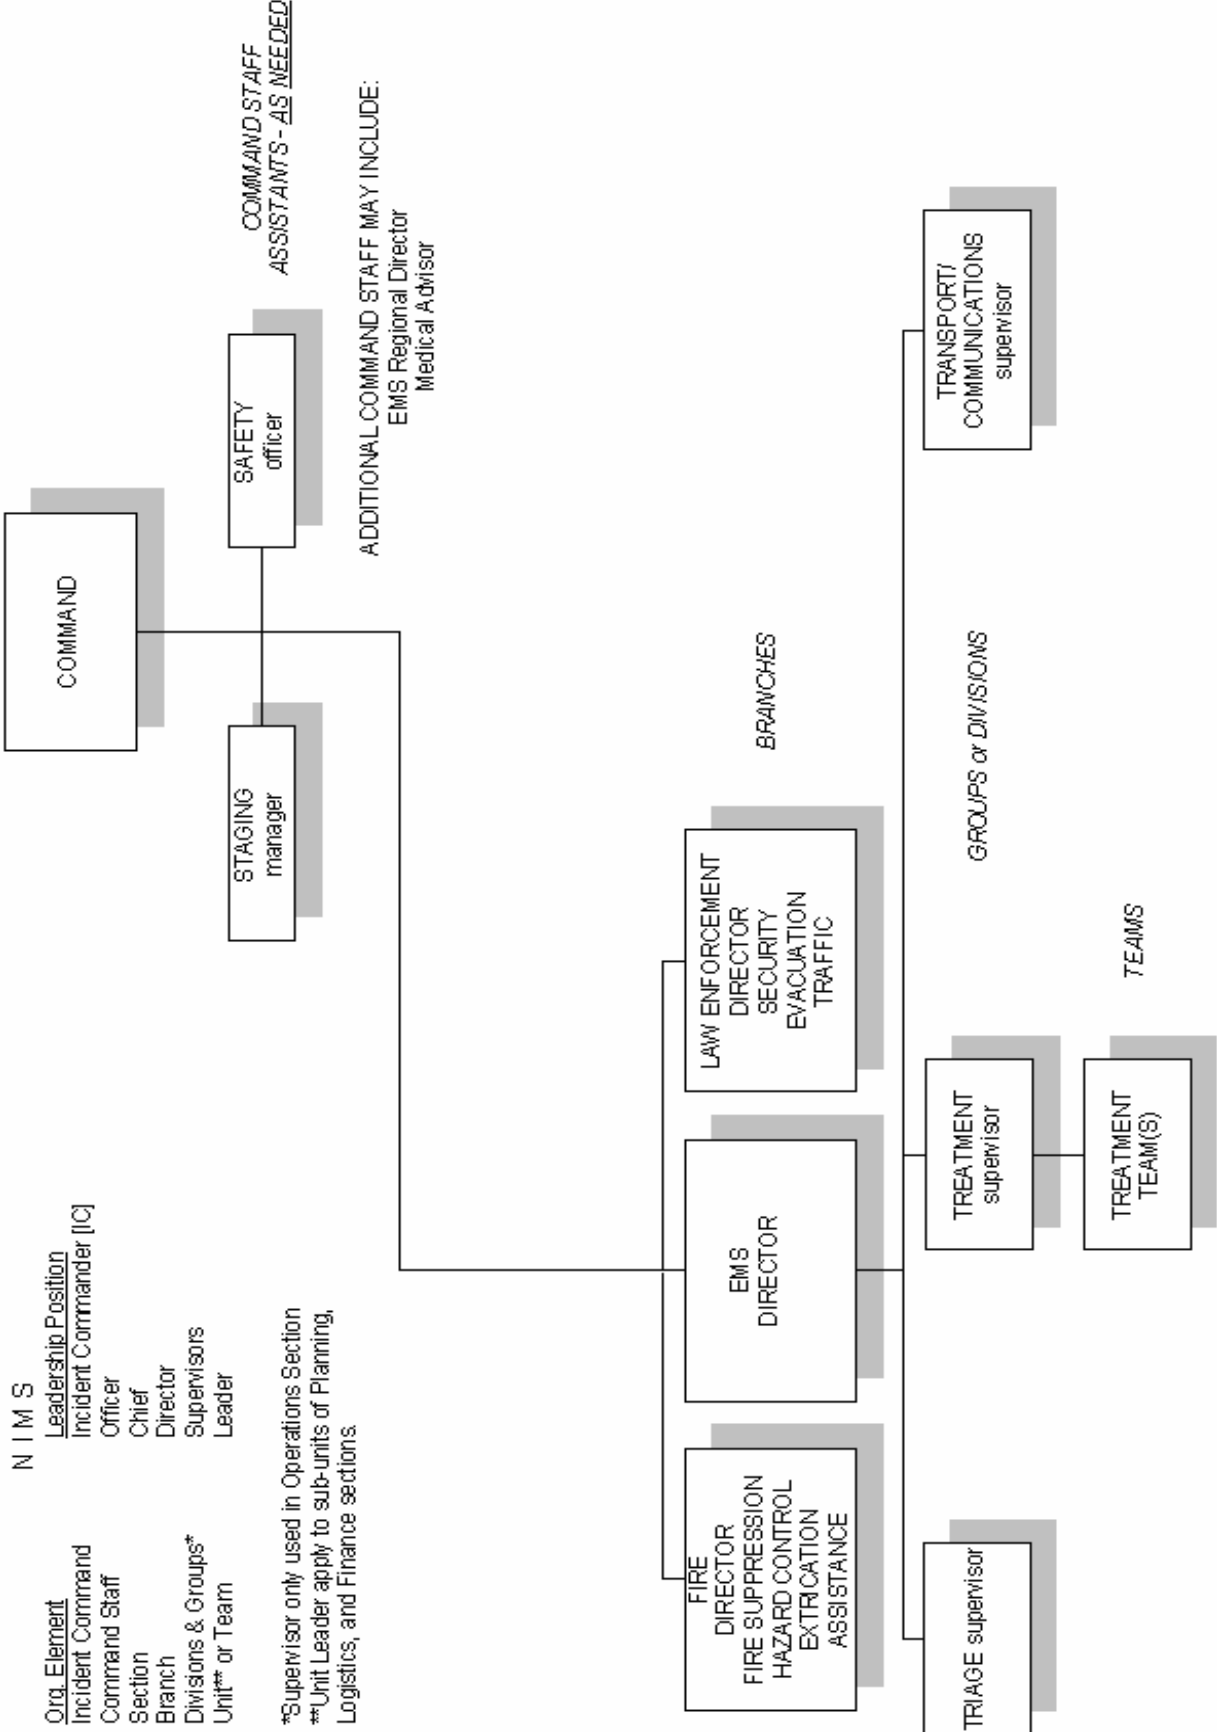 N I M S
Org. Element Leadership Position
Incident Command Incident Commander [IC]
Command Staff Officer
Section Chief
Branch Director
Divisions & Groups* Supervisors
Unit** or Team Leader
*Supervisor only used in Operations Section
**Unit Leader apply to sub-units of Planning,
Logistics, and Finance sections.
COMMAND
STAGING
manager
SAFETY
officer
COMMAND STAFF
ASSISTANTS - AS NEEDED
ADDITIONAL COMMAND STAFF MAY INCLUDE:
EMS Regional Director
Medical Advisor
FIRE
DIRECTOR
FIRE SUPPRESSION
HAZARD CONTROL
EXTRICATION
ASSISTANCE
EMS
DIRECTOR
LAW ENFORCEMENT
DIRECTOR
SECURITY
EVACUATION
TRAFFIC
BRANCHES
TRIAGE supervisor
TREATMENT
supervisor
TRANSPORT/
COMMUNICATIONS
supervisor
GROUPS or DIVISIONS
TREATMENT
TEAM(S)
TEAMS